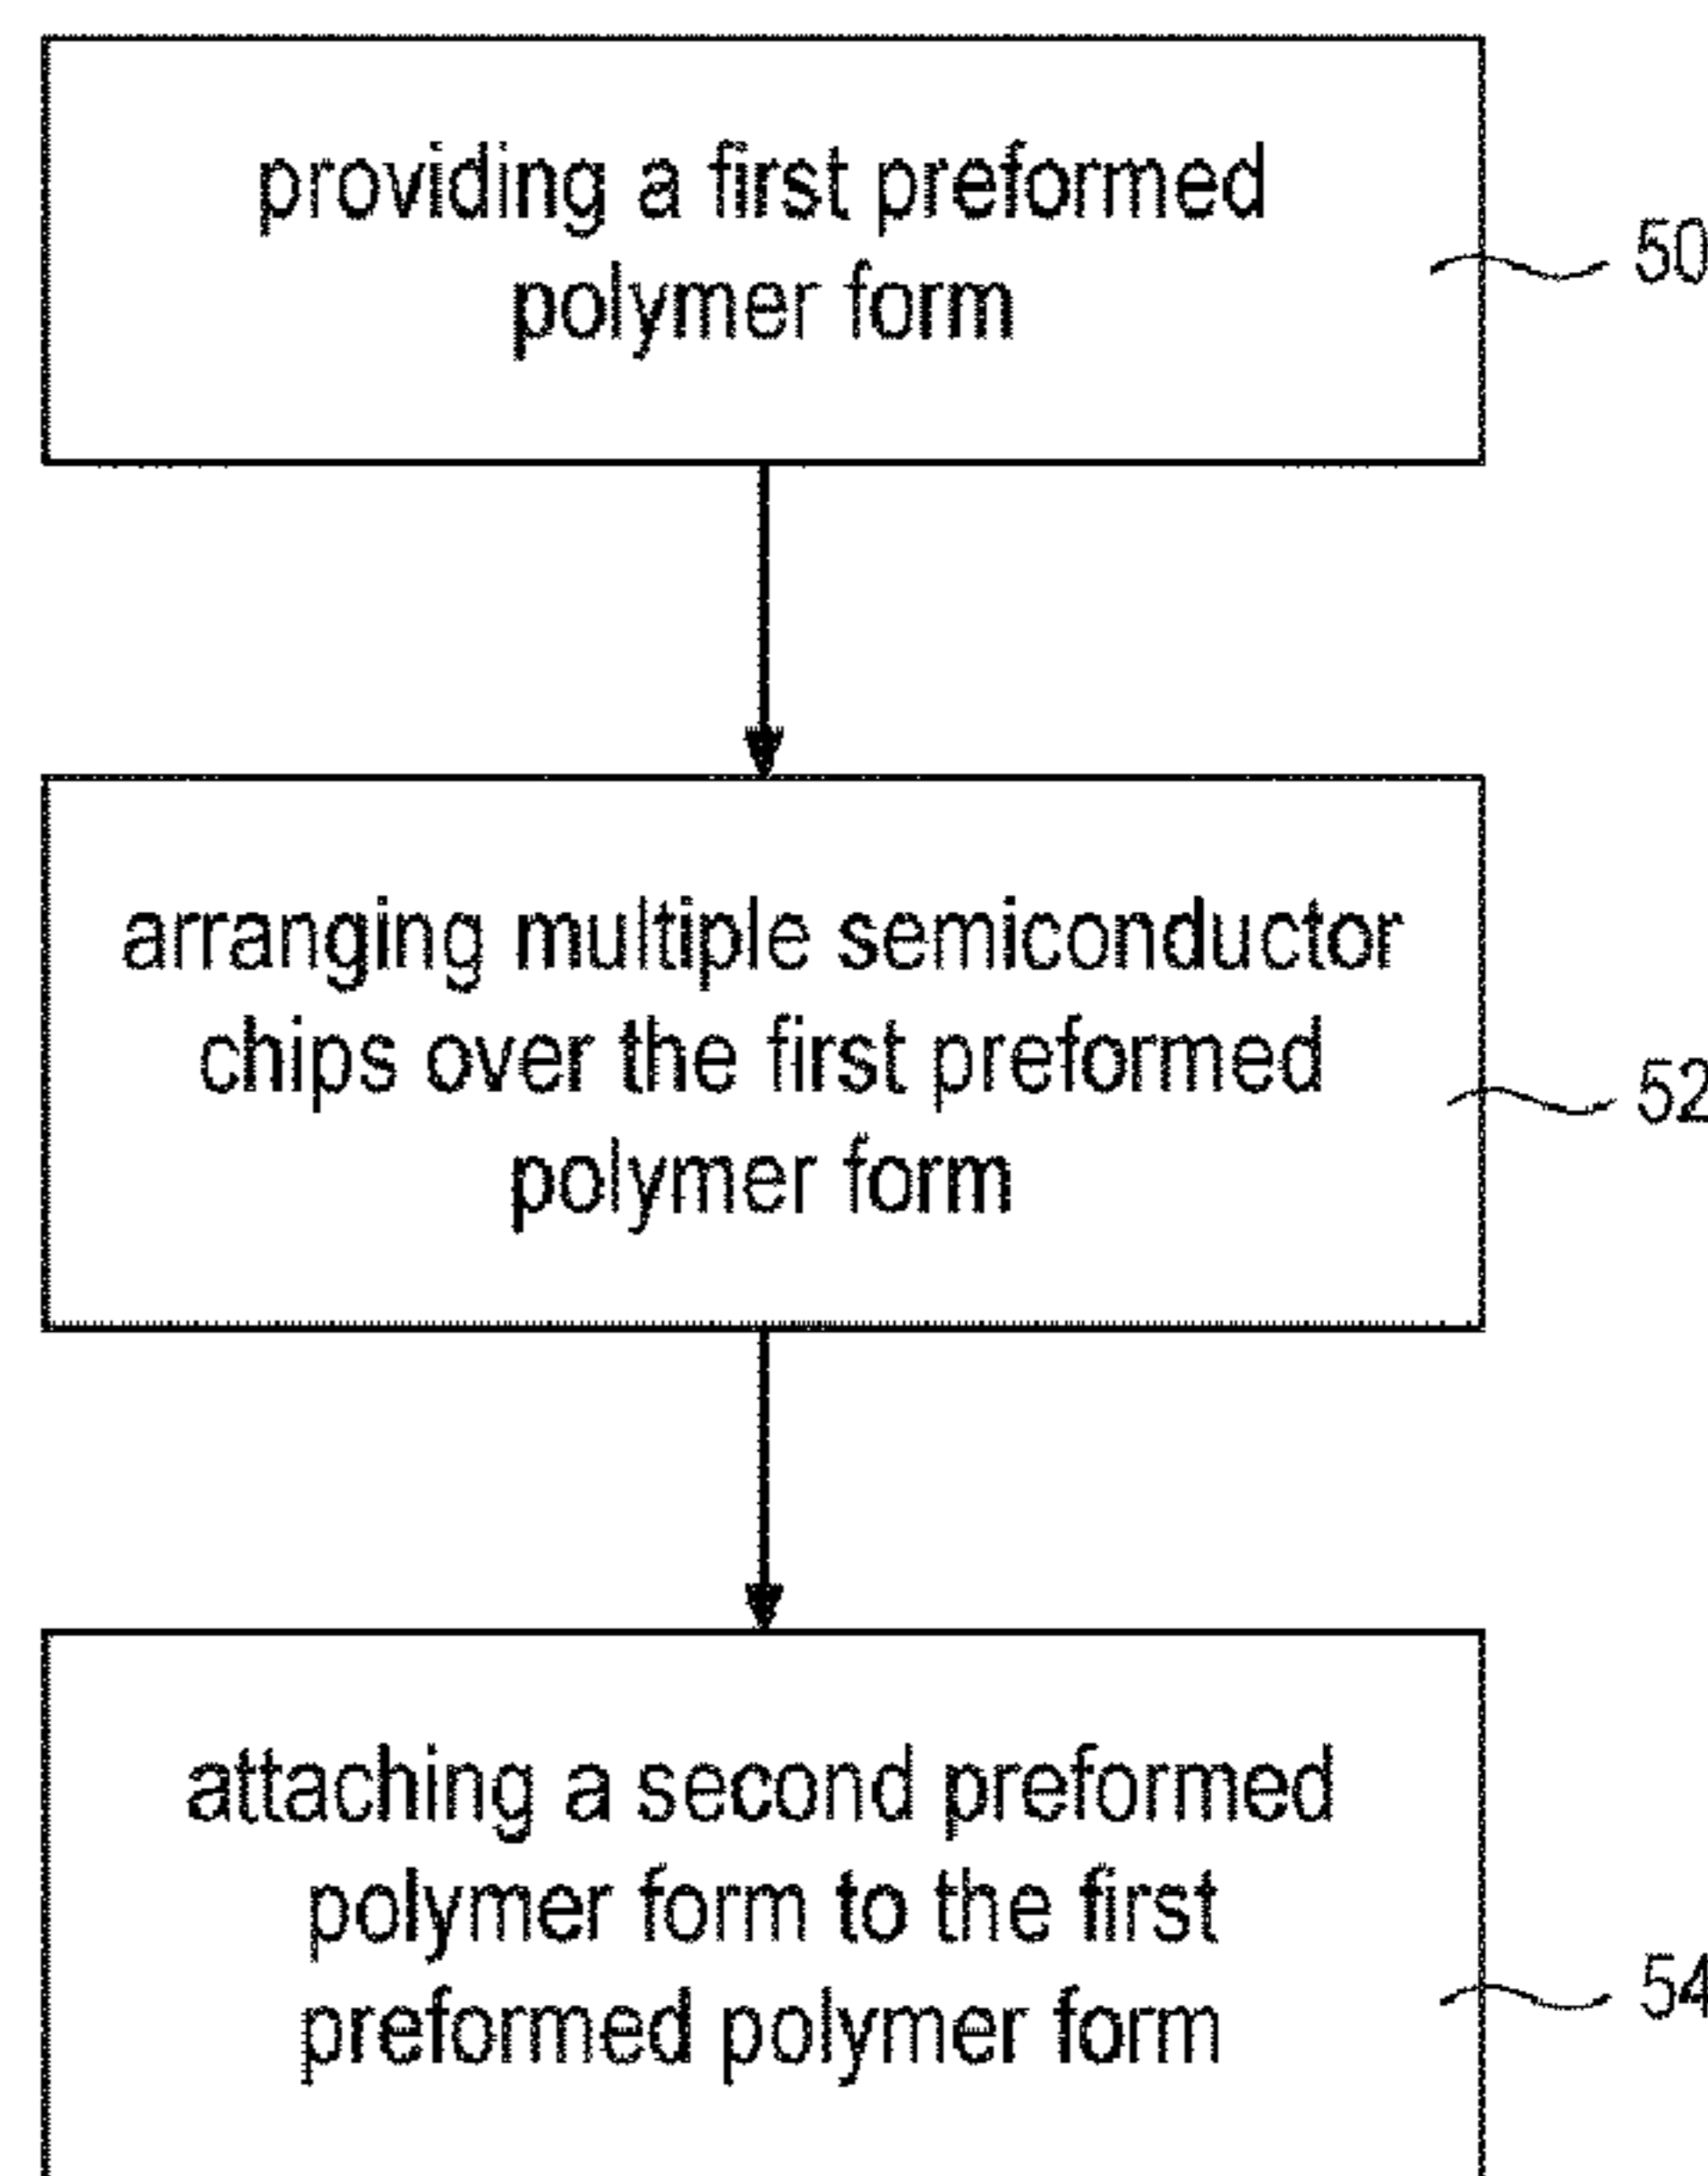 providing a first preformed
polymer form
50
arranging multiple semiconductor
chips over the first preformed
polymer form
52
attaching a second preformed
polymer form to the first
preformed polymer form
54